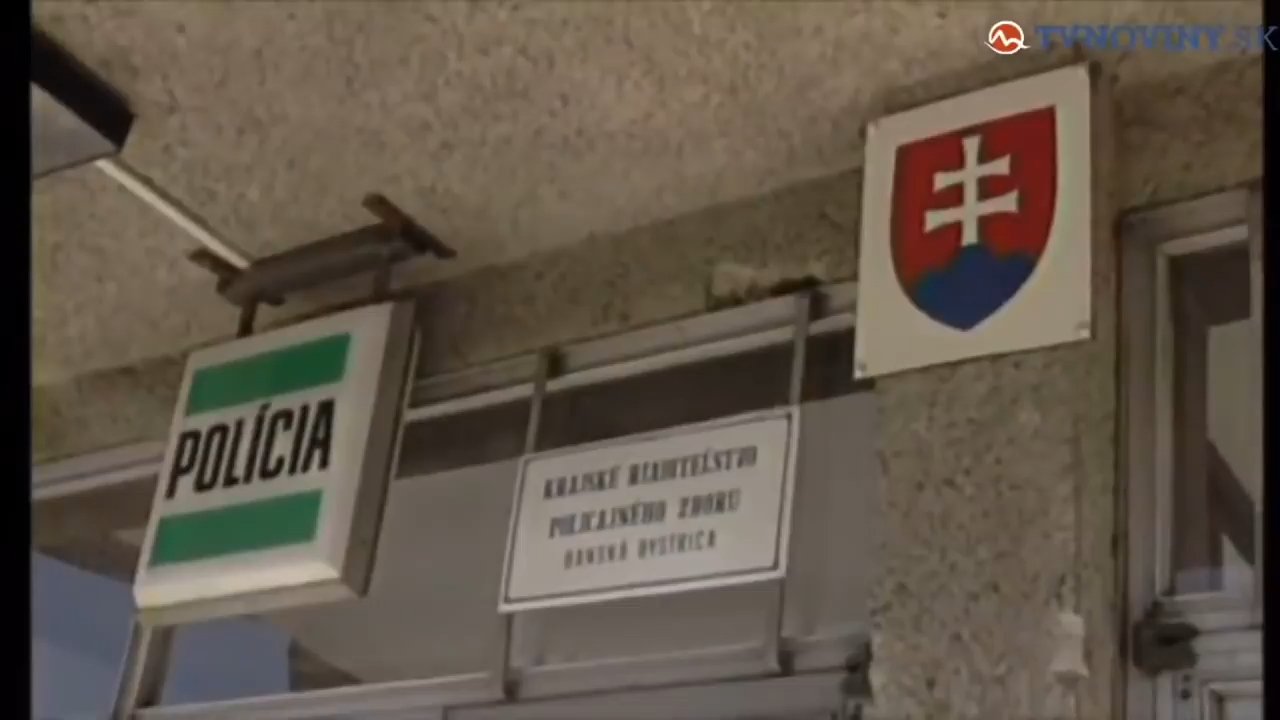 TVNOVINY.SK
POLÍCIA
KRAJSKÉ RIADITEĽSTVO
POLICAJNÉHO ZBORU
BANSKÁ BYSTRICA